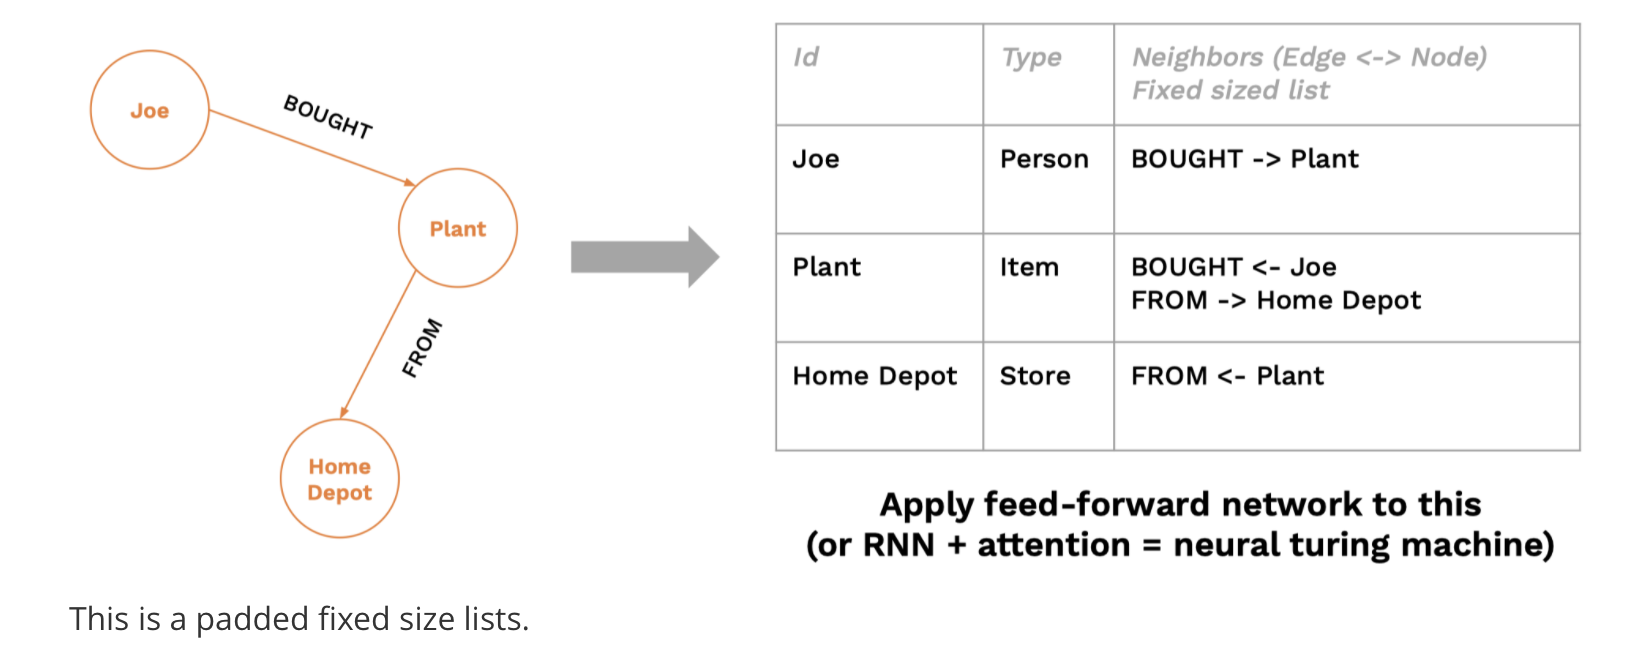 Joe
BOUGHT
Plant
FROM
Home
Depot
Id
Type
Neighbors (Edge <-> Node)
Fixed sized list
Joe
Person
BOUGHT -> Plant
Plant
Item
BOUGHT <- Joe
FROM -> Home Depot
Home Depot
Store
FROM <- Plant
Apply feed-forward network to this
(or RNN + attention = neural turing machine)
This is a padded fixed size lists.